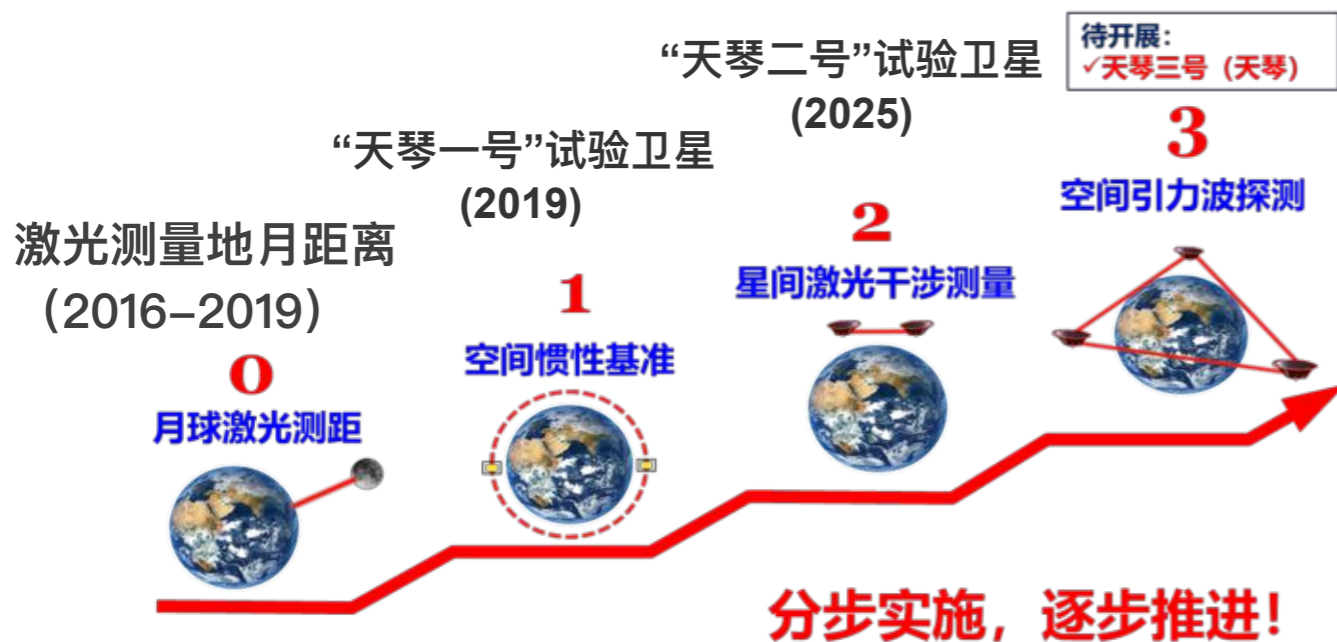 激光测量地月距离
（2016–2019）
0
月球激光测距
“天琴一号”试验卫星
(2019)
1
空间惯性基准
“天琴二号”试验卫星
(2025)
2
星间激光干涉测量
待开展：
✓天琴三号（天琴）
3
空间引力波探测
分步实施，逐步推进！